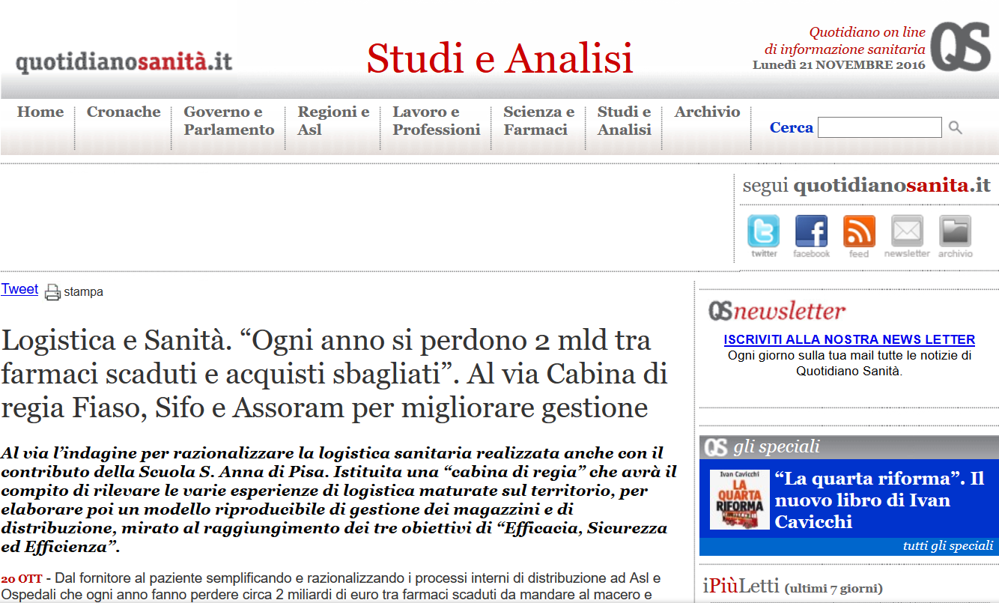 quotidianosanità.it
Studi e Analisi
Quotidiano on line
di informazione sanitaria
Lunedì 21 NOVEMBRE 2016
QS
Home
Cronache
Governo e
Parlamento
Regioni e
Asl
Lavoro e
Professioni
Scienza e
Farmaci
Studi e
Analisi
Archivio
Cerca
segui quotidianosanita.it
twitter
facebook
feed
newsletter
archivio
Tweet
stampa
Logistica e Sanità. “Ogni anno si perdono 2 mld tra
farmaci scaduti e acquisti sbagliati”. Al via Cabina di
regia Fiaso, Sifo e Assoram per migliorare gestione
Al via l’indagine per razionalizzare la logistica sanitaria realizzata anche con il
contributo della Scuola S. Anna di Pisa. Istituita una “cabina di regia” che avrà il
compito di rilevare le varie esperienze di logistica maturate sul territorio, per
elaborare poi un modello riproducibile di gestione dei magazzini e di
distribuzione, mirato al raggiungimento dei tre obiettivi di “Efficacia, Sicurezza
ed Efficienza”.
20 OTT - Dal fornitore al paziente semplificando e razionalizzando i processi interni di distribuzione ad Asl e
Ospedali che ogni anno fanno perdere circa 2 miliardi di euro tra farmaci scaduti da mandare al macero e
QS newsletter
ISCRIVITI ALLA NOSTRA NEWS LETTER
Ogni giorno sulla tua mail tutte le notizie di
Quotidiano Sanità.
QS gli speciali
Ivan Cavicchi
LA
QUARTA
RIFORMA
“La quarta riforma”. Il
nuovo libro di Ivan
Cavicchi
tutti gli speciali
iPiùLetti (ultimi 7 giorni)